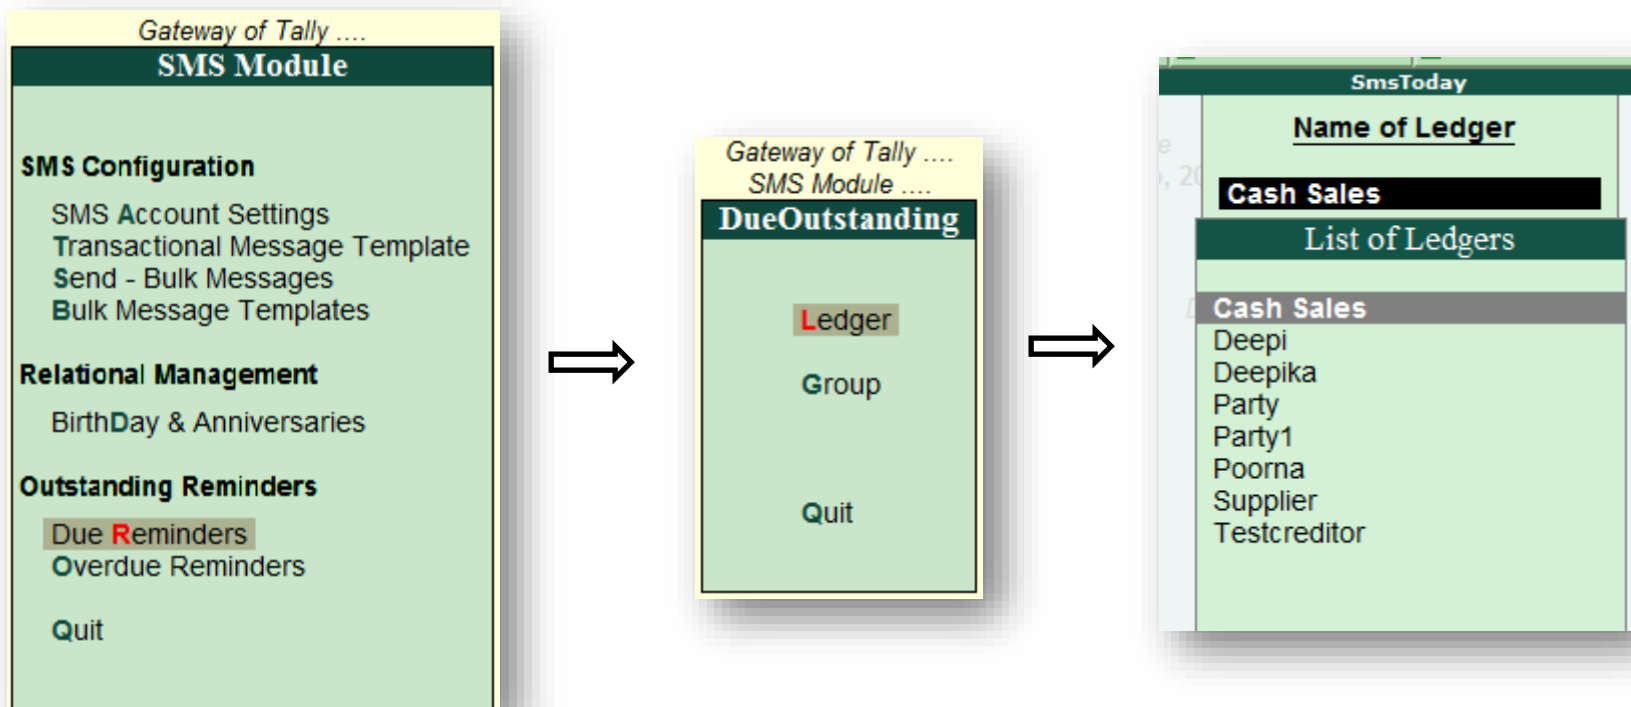 Gateway of Tally ....
SMS Module
SMS Configuration
SMS Account Settings
Transactional Message Template
Send - Bulk Messages
Bulk Message Templates
Relational Management
BirthDay & Anniversaries
Outstanding Reminders
Due Reminders
Overdue Reminders
Quit
Gateway of Tally ....
SMS Module ....
DueOutstanding
Ledger
Group
Quit
SmsToday
Name of Ledger
Cash Sales
List of Ledgers
Cash Sales
Deepi
Deepika
Party
Party1
Poorna
Supplier
Testcreditor